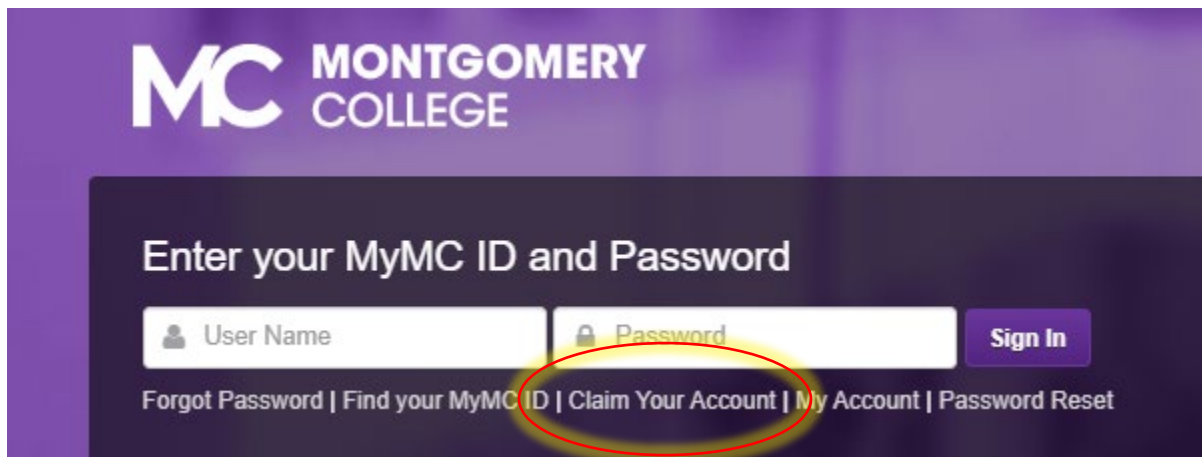 MC MONTGOMERY
COLLEGE
Enter your MyMC ID and Password
User Name
Password
Sign In
Forgot Password | Find your MyMC ID | Claim Your Account | My Account | Password Reset